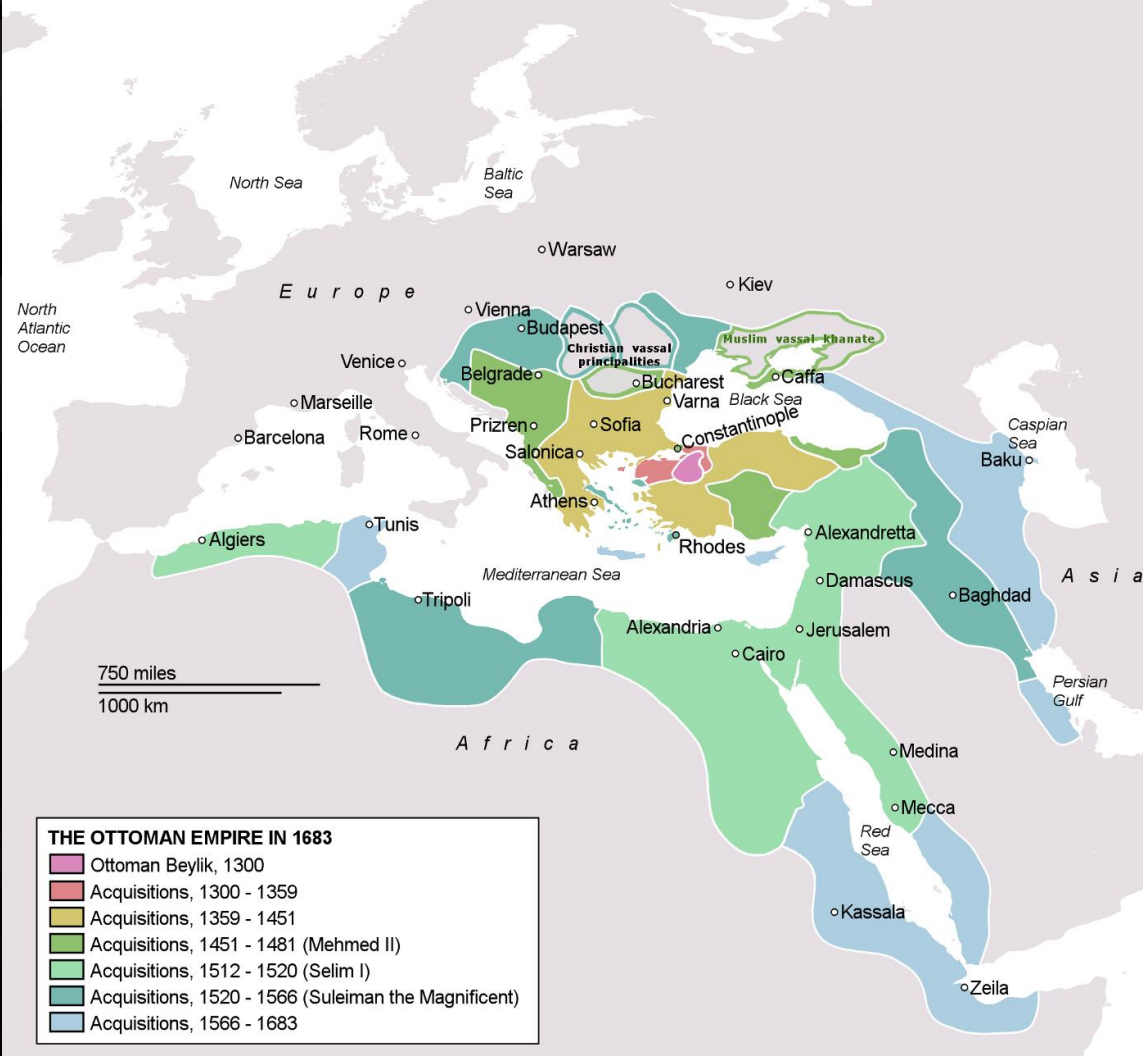 North Sea
Baltic
Sea
Warsaw
Kiev
E u r o p e
North
Atlantic
Ocean
Vienna
Budapest
Christian vassal
principalities
Muslim vassal khanate
Venice
Belgrade
Bucharest
Caffa
Marseille
Varna
Black Sea
Constantinople
Caspian
Sea
Barcelona
Rome
Prizren
Sofia
Salonica
Baku
Athens
Tunis
Algiers
Rhodes
Alexandretta
Mediterranean Sea
Damascus
A s i a
Tripoli
Baghdad
Alexandria
Jerusalem
Cairo
750 miles
1000 km
Persian
Gulf
A f r i c a
Medina
Mecca
Red
Sea
Kassala
Zeila
THE OTTOMAN EMPIRE IN 1683
Ottoman Beylik, 1300
Acquisitions, 1300 - 1359
Acquisitions, 1359 - 1451
Acquisitions, 1451 - 1481 (Mehmed II)
Acquisitions, 1512 - 1520 (Selim I)
Acquisitions, 1520 - 1566 (Suleiman the Magnificent)
Acquisitions, 1566 - 1683